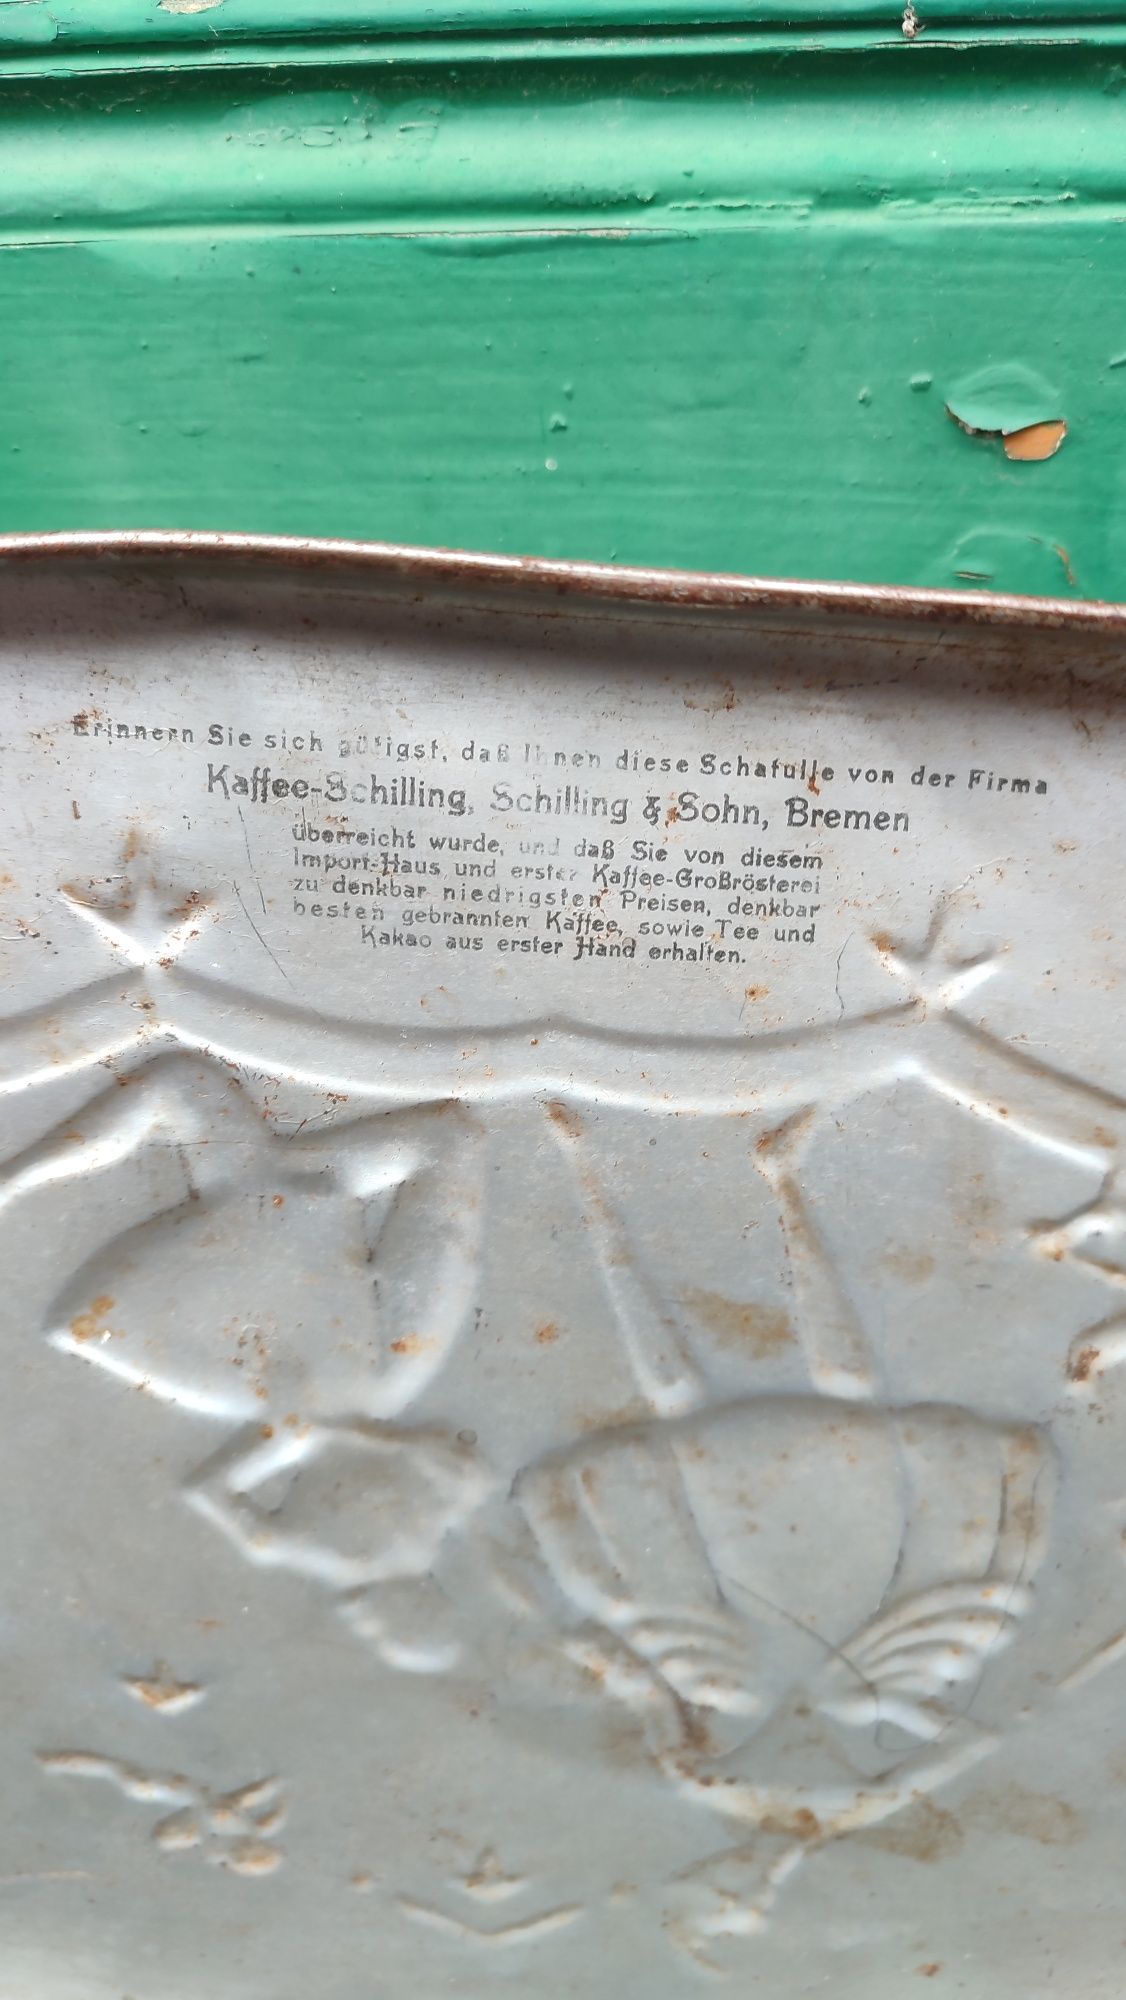 Erinnern Sie sich gütigst, daß Ihnen diese Schatulle von der Firma
Kaffee-Schilling, Schilling & Sohn, Bremen
überreicht wurde, und daß Sie von diesem
Import-Haus und erster Kaffee-Großrösterei
zu denkbar niedrigsten Preisen, denkbar
besten gebrannten Kaffee, sowie Tee und
Kakao aus erster Hand erhalten.